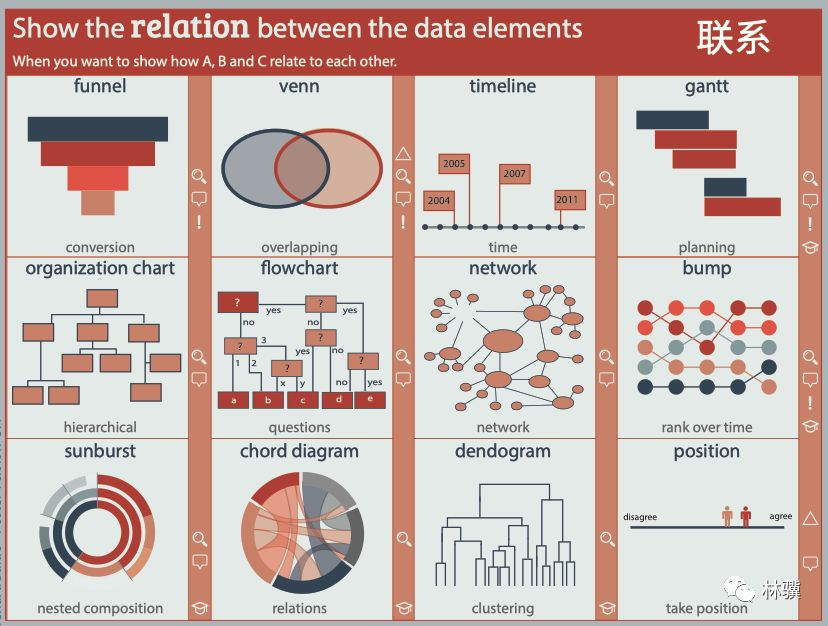 Show the relation between the data elements
联系
When you want to show how A, B and C relate to each other.
funnel
venn
timeline
gantt
2005
2007
2004
2011
!
!
!
conversion
overlapping
time
planning
organization chart
flowchart
network
bump
?
yes
?
yes
no
no
?
3
?
yes
no
?
1
2
?
x
y
no
yes
a
b
c
d
e
!
hierarchical
questions
network
rank over time
sunburst
chord diagram
dendogram
position
disagree
agree
nested composition
relations
clustering
take position
林骥